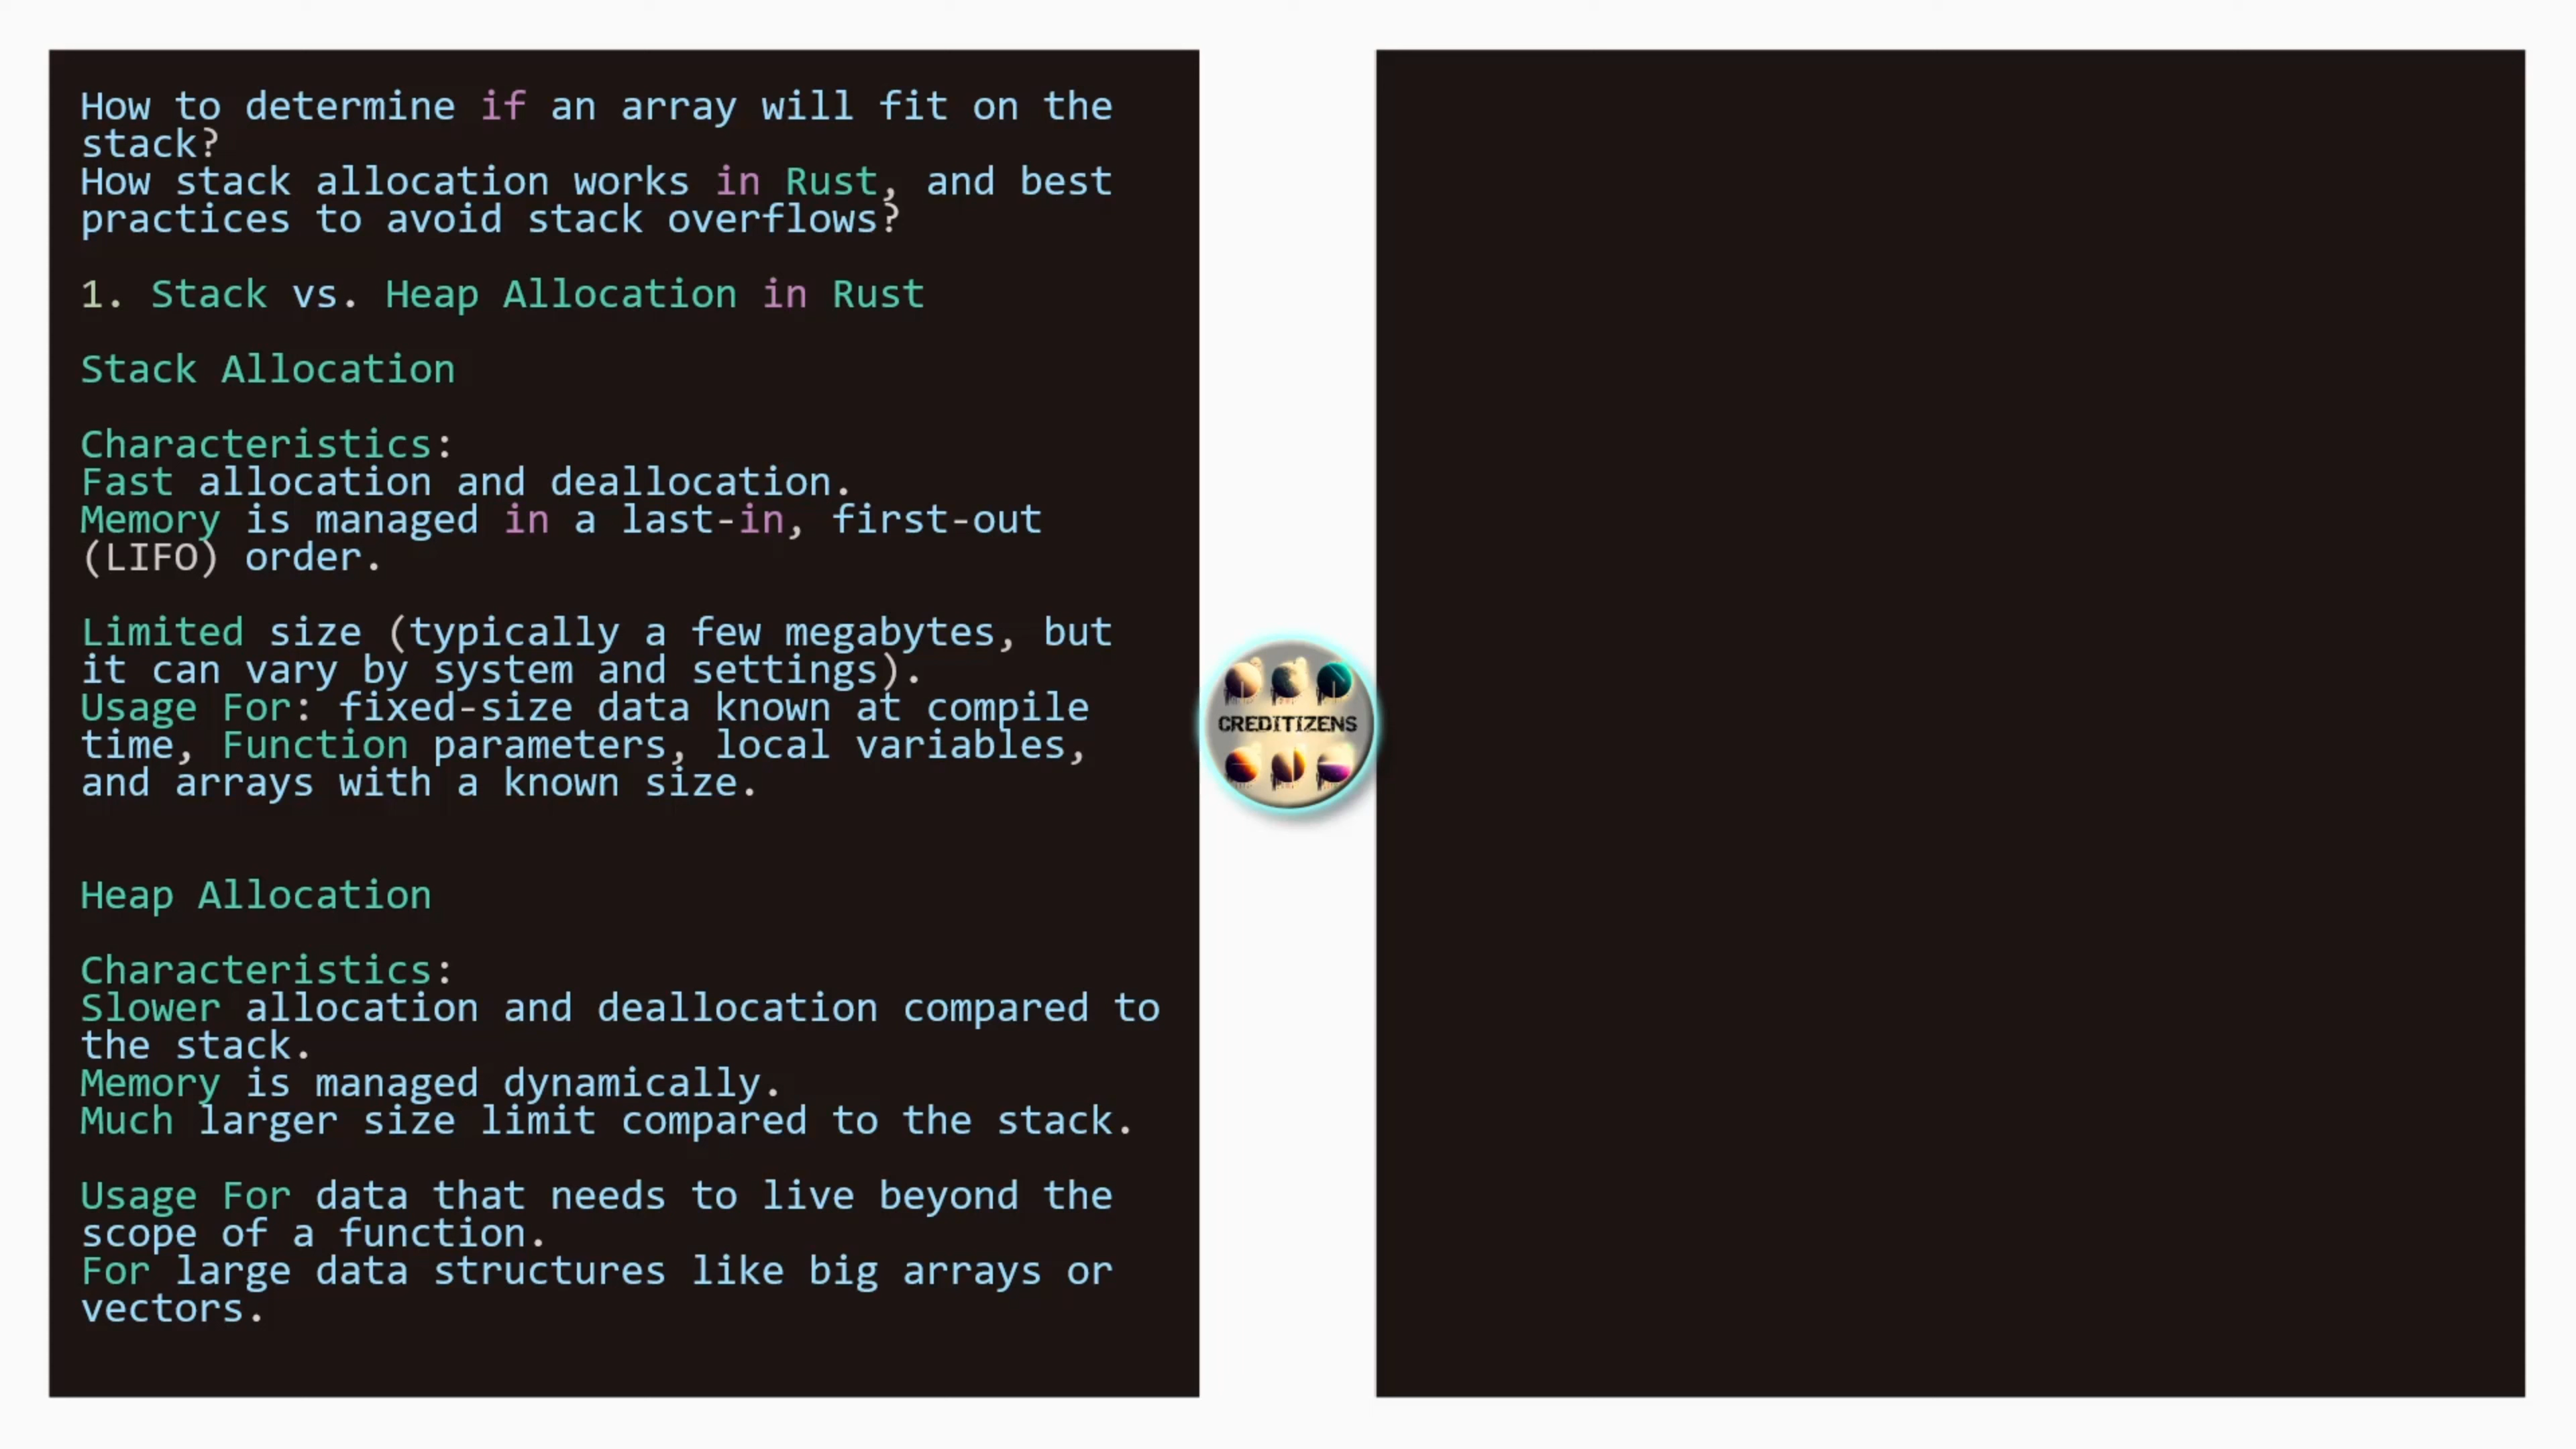 How to determine if an array will fit on the
stack?
How stack allocation works in Rust, and best
practices to avoid stack overflows?
1. Stack vs. Heap Allocation in Rust
Stack Allocation
Characteristics:
Fast allocation and deallocation.
Memory is managed in a last-in, first-out
(LIFO) order.
Limited size (typically a few megabytes, but
it can vary by system and settings).
Usage For: fixed-size data known at compile
time, Function parameters, local variables,
and arrays with a known size.
Heap Allocation
Characteristics:
Slower allocation and deallocation compared to
the stack.
Memory is managed dynamically.
Much larger size limit compared to the stack.
Usage For data that needs to live beyond the
scope of a function.
For large data structures like big arrays or
vectors.
CREDITIZENS